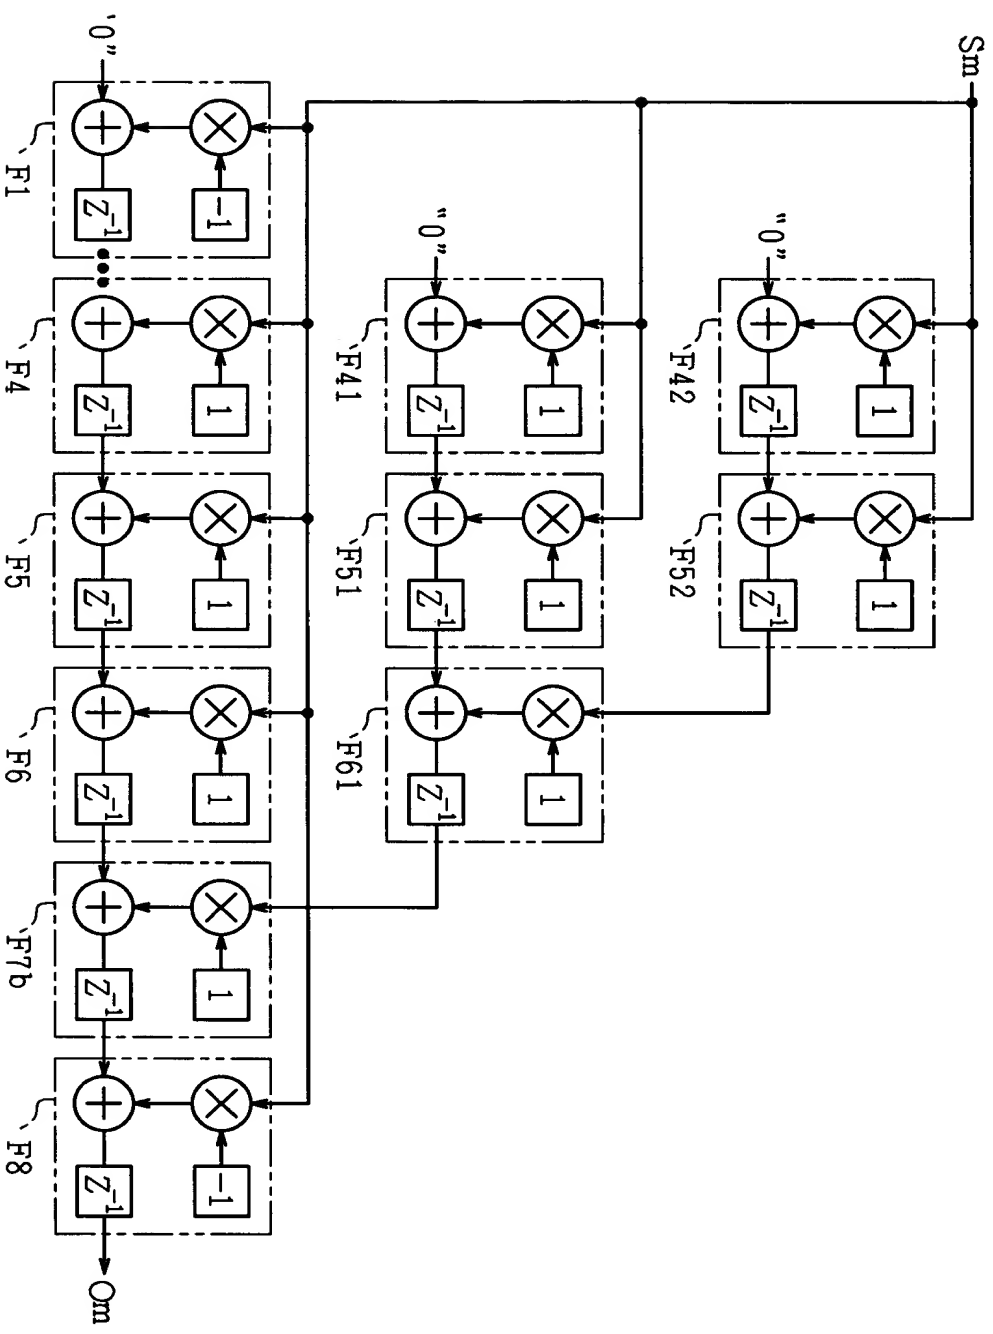 Sm
1 1
"0" Z⁻¹ Z⁻¹
F42 F52
1 1 1
"0" Z⁻¹ Z⁻¹ Z⁻¹
F41 F51 F61
-1 1 1 1 1 -1
"0" Z⁻¹ Z⁻¹ Z⁻¹ Z⁻¹ Z⁻¹ Z⁻¹ Om
F1 F4 F5 F6 F7b F8